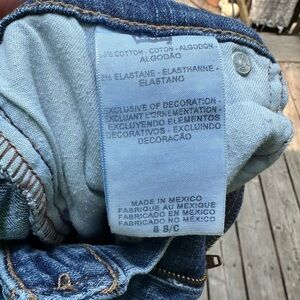 % COTTON - COTON - ALGODON
ALGODÃO
2% ELASTANE - ELASTHANNE -
ELASTANO
EXCLUSIVE OF DECORATION -
EXCLUANT L'ORNEMENTATION -
EXCLUYENDO ELEMENTOS
DECORATIVOS - EXCLUINDO
DECORAÇÃO
MADE IN MEXICO
FABRIQUÉ AU MEXIQUE
FABRICADO EN MEXICO
FABRICADO NO MÉXICO
8 S/C